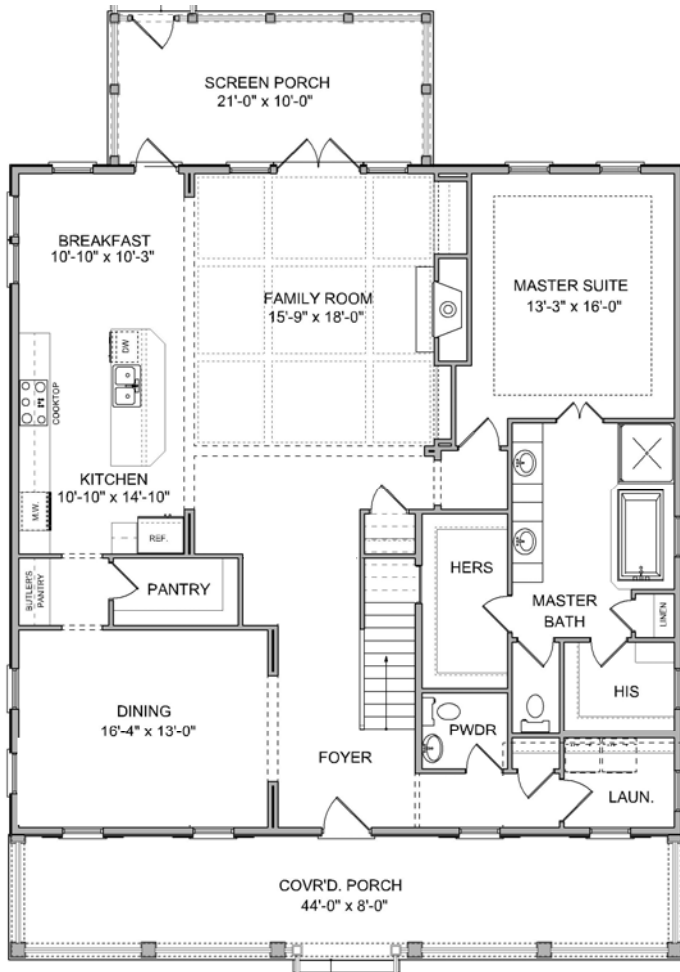 SCREEN PORCH
21'-0" x 10'-0"
BREAKFAST
10'-10" x 10'-3"
FAMILY ROOM
15'-9" x 18'-0"
MASTER SUITE
13'-3" x 16'-0"
DW
COOKTOP
KITCHEN
10'-10" x 14'-10"
M.W.
REF.
BUTLER'S
PANTRY
PANTRY
HERS
MASTER
BATH
LINEN
HIS
DINING
16'-4" x 13'-0"
PWDR
FOYER
LAUN.
COVR'D. PORCH
44'-0" x 8'-0"